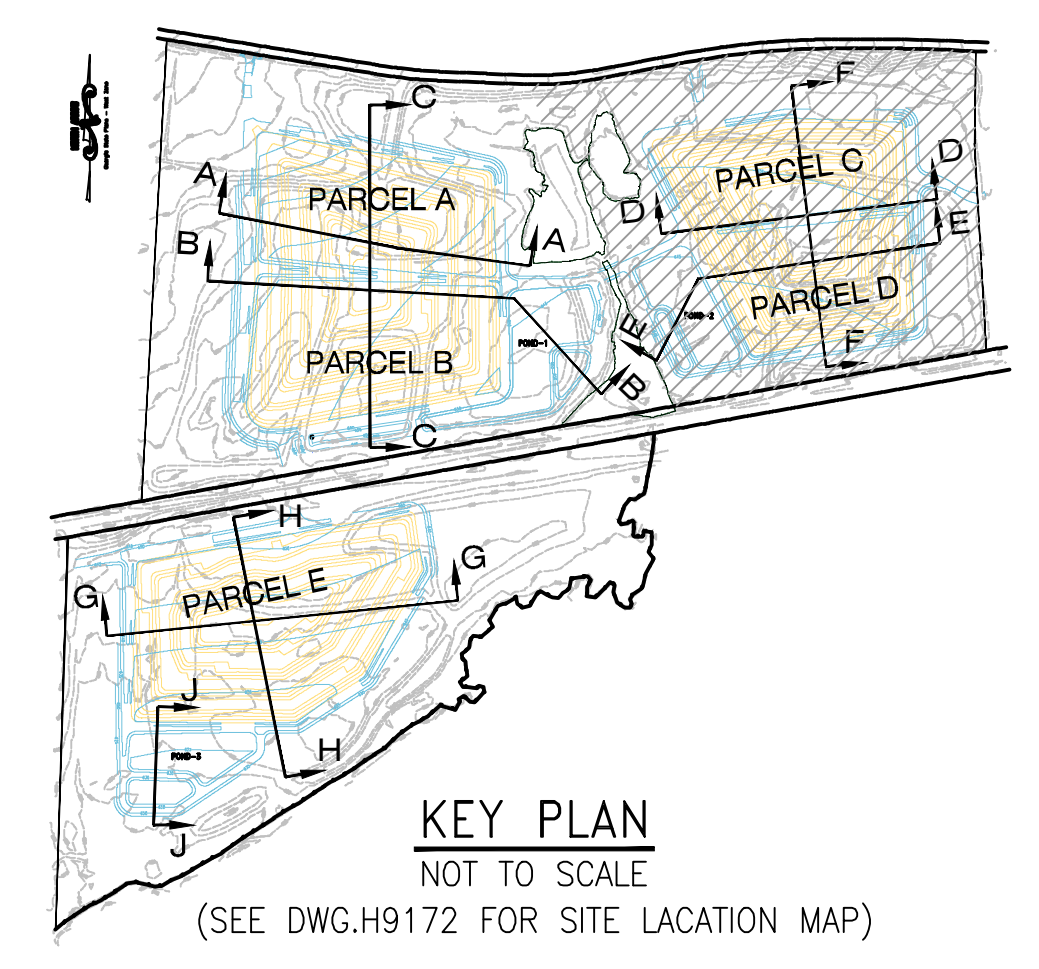 F
C
D
A
PARCEL C
PARCEL A
D
E
B
A
PARCEL D
POND-2
E
POND-1
F
PARCEL B
B
C
H
G
PARCEL E
G
J
H
POND-3
J
KEY PLAN
NOT TO SCALE
(SEE DWG.H9172 FOR SITE LACATION MAP)